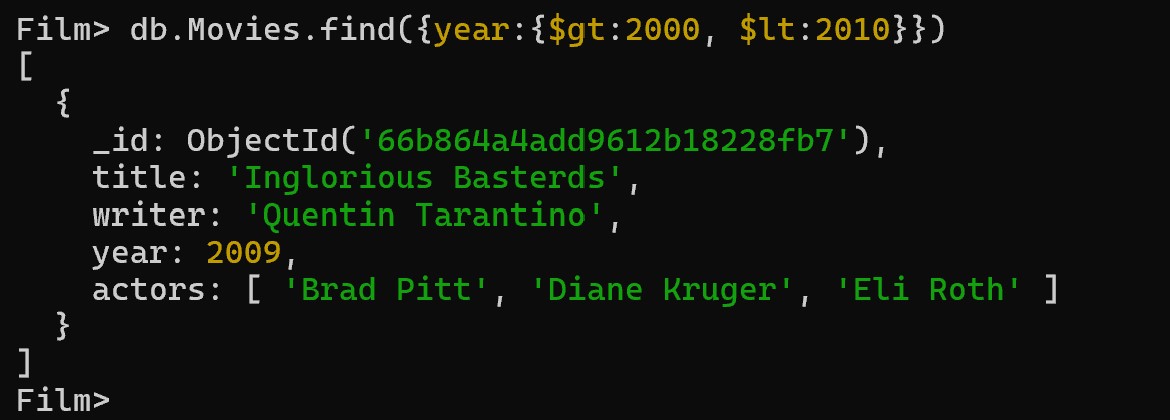 Film> db.Movies.find({year:{$gt:2000, $lt:2010}})
[
  {
    _id: ObjectId('66b864a4add9612b18228fb7'),
    title: 'Inglorious Basterds',
    writer: 'Quentin Tarantino',
    year: 2009,
    actors: [ 'Brad Pitt', 'Diane Kruger', 'Eli Roth' ]
  }
]
Film>